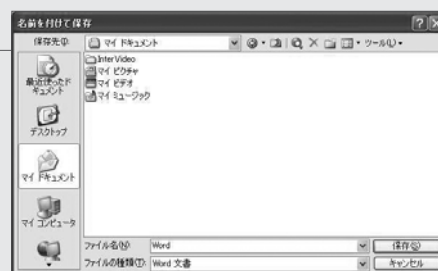 名前を付けて保存
保存先(I): マイ ドキュメント ツール(L)
InterVideo
マイ ピクチャ
マイ ビデオ
マイ ミュージック
最近使ったド
キュメント
デスクトップ
マイ ドキュメント
マイ コンピュータ
ファイル名(N): Word 保存(S)
ファイルの種類(T): Word 文書 キャンセル